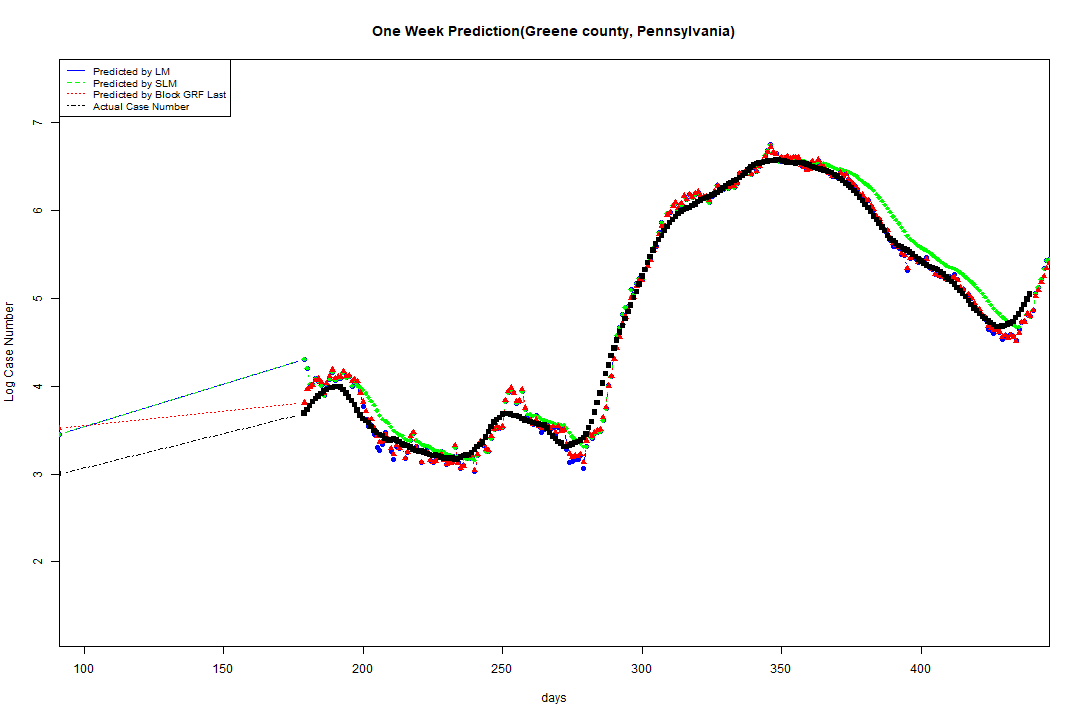 One Week Prediction(Greene county, Pennsylvania)
Predicted by LM
Predicted by SLM
Predicted by Block GRF Last
Actual Case Number
Log Case Number
7
6
5
4
3
2
100 150 200 250 300 350 400
days